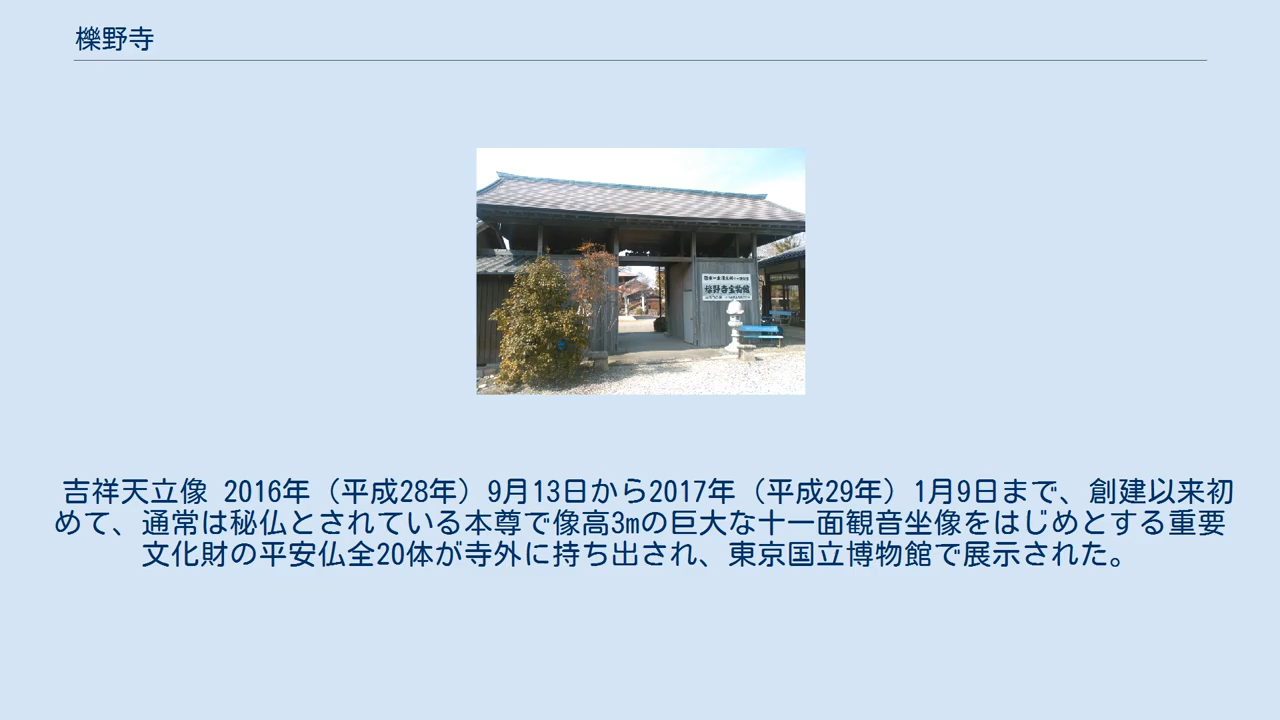 櫟野寺
櫟野寺宝物館
吉祥天立像 2016年（平成28年）9月13日から2017年（平成29年）1月9日まで、創建以来初
めて、通常は秘仏とされている本尊で像高3mの巨大な十一面観音坐像をはじめとする重要
文化財の平安仏全20体が寺外に持ち出され、東京国立博物館で展示された。